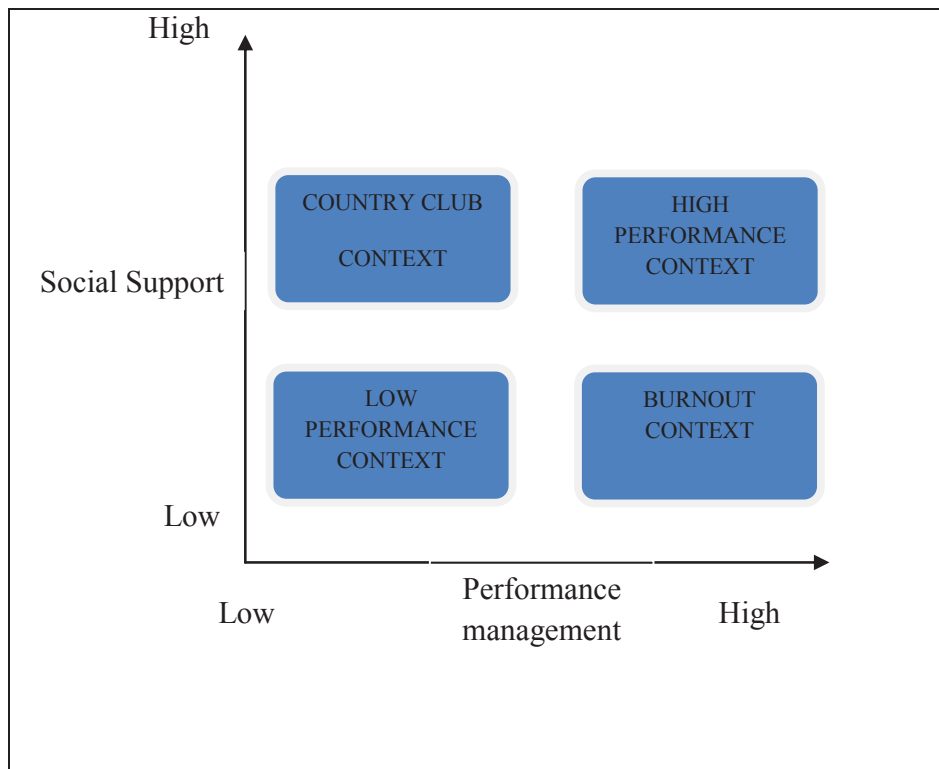 High
COUNTRY CLUB
CONTEXT
HIGH
PERFORMANCE
CONTEXT
Social Support
LOW
PERFORMANCE
CONTEXT
BURNOUT
CONTEXT
Low
Low
Performance
management
High